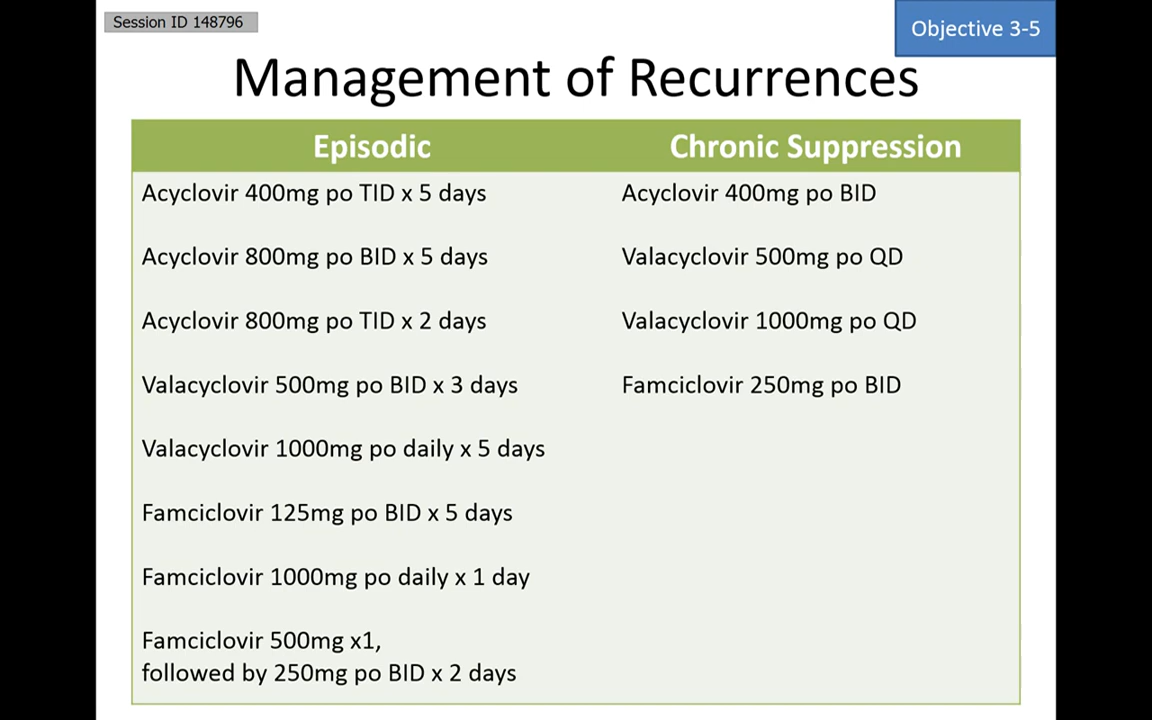 Session ID 148796
Objective 3-5
Management of Recurrences
Episodic
Chronic Suppression
Acyclovir 400mg po TID x 5 days
Acyclovir 400mg po BID
Acyclovir 800mg po BID x 5 days
Valacyclovir 500mg po QD
Acyclovir 800mg po TID x 2 days
Valacyclovir 1000mg po QD
Valacyclovir 500mg po BID x 3 days
Famciclovir 250mg po BID
Valacyclovir 1000mg po daily x 5 days
Famciclovir 125mg po BID x 5 days
Famciclovir 1000mg po daily x 1 day
Famciclovir 500mg x1,
followed by 250mg po BID x 2 days